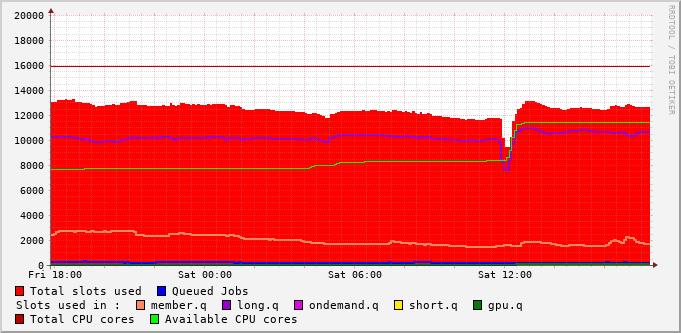 20000
18000
16000
14000
12000
10000
8000
6000
4000
2000
0
Fri 18:00 Sat 00:00 Sat 06:00 Sat 12:00
RRDTOOL / TOBI OETIKER
Total slots used Queued Jobs
Slots used in : member.q long.q ondemand.q short.q gpu.q
Total CPU cores Available CPU cores